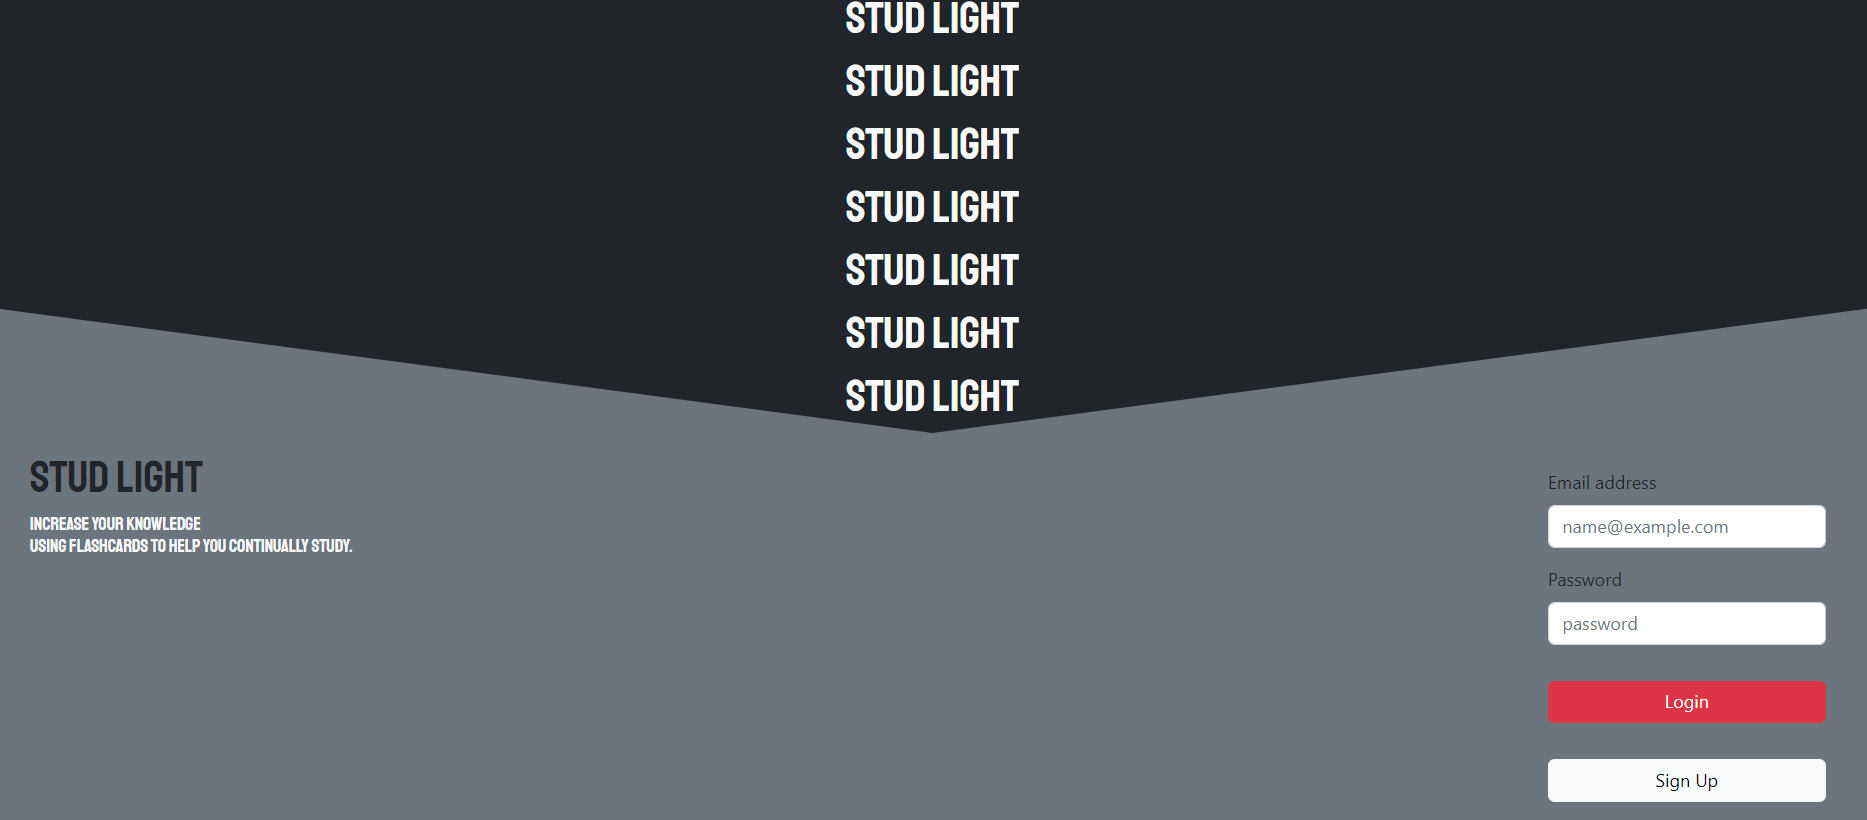 STUD LIGHT
STUD LIGHT
STUD LIGHT
STUD LIGHT
STUD LIGHT
STUD LIGHT
STUD LIGHT
STUD LIGHT
INCREASE YOUR KNOWLEDGE
USING FLASHCARDS TO HELP YOU CONTINUALLY STUDY.
Email address
name@example.com
Password
password
Login
Sign Up